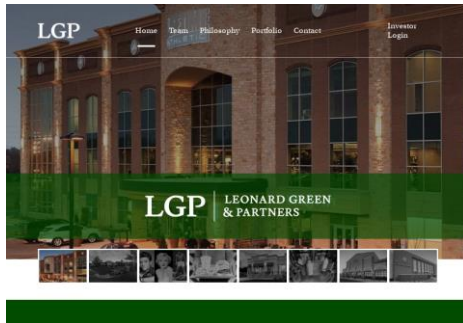 LGP
Home Team Philosophy Portfolio Contact
Investor
Login
LGP
LEONARD GREEN
& PARTNERS